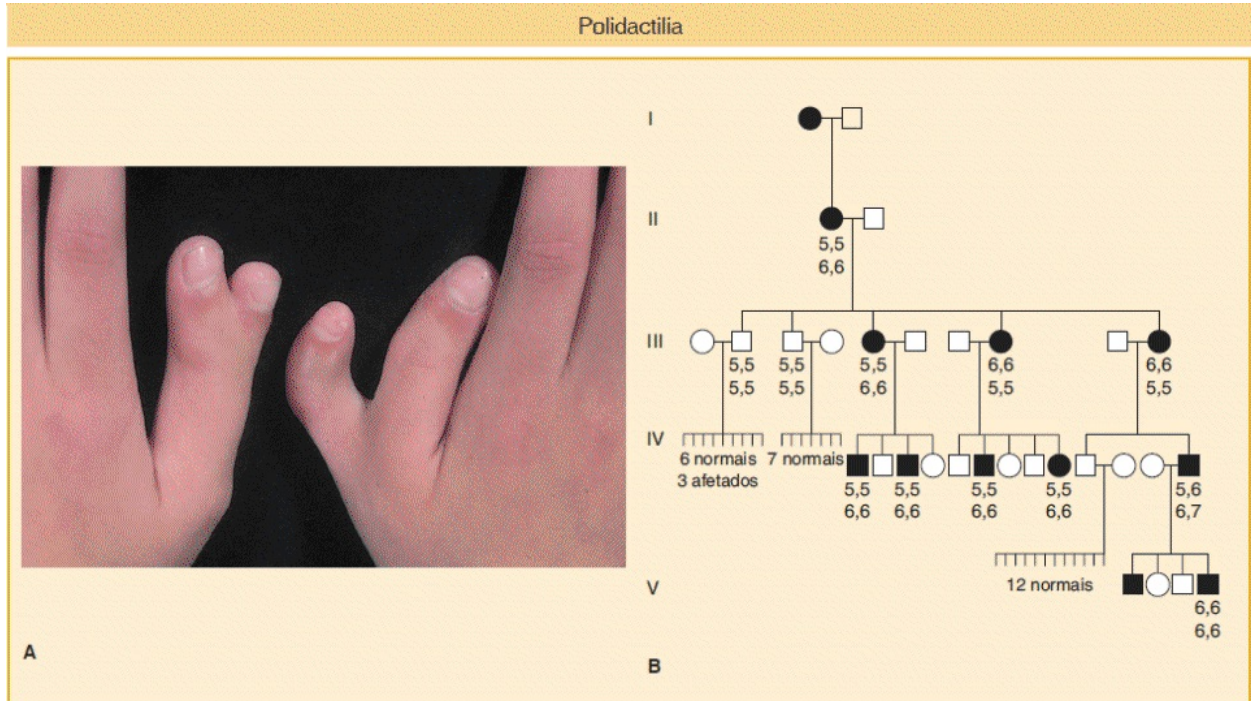 Polidactilia
I
II
5,5
6,6
III
5,5 5,5 5,5 6,6 6,6
5,5 5,5 6,6 5,5 5,5
IV
6 normais 7 normais
3 afetados
5,5 5,5 5,5 5,5 5,6
6,6 6,6 6,6 6,6 6,7
12 normais
V
6,6
6,6
A
B